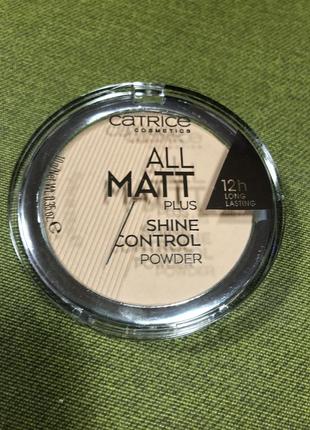 CATRICE
COSMETICS
ALL
MATT
PLUS
SHINE
CONTROL
POWDER
12h
LONG
LASTING